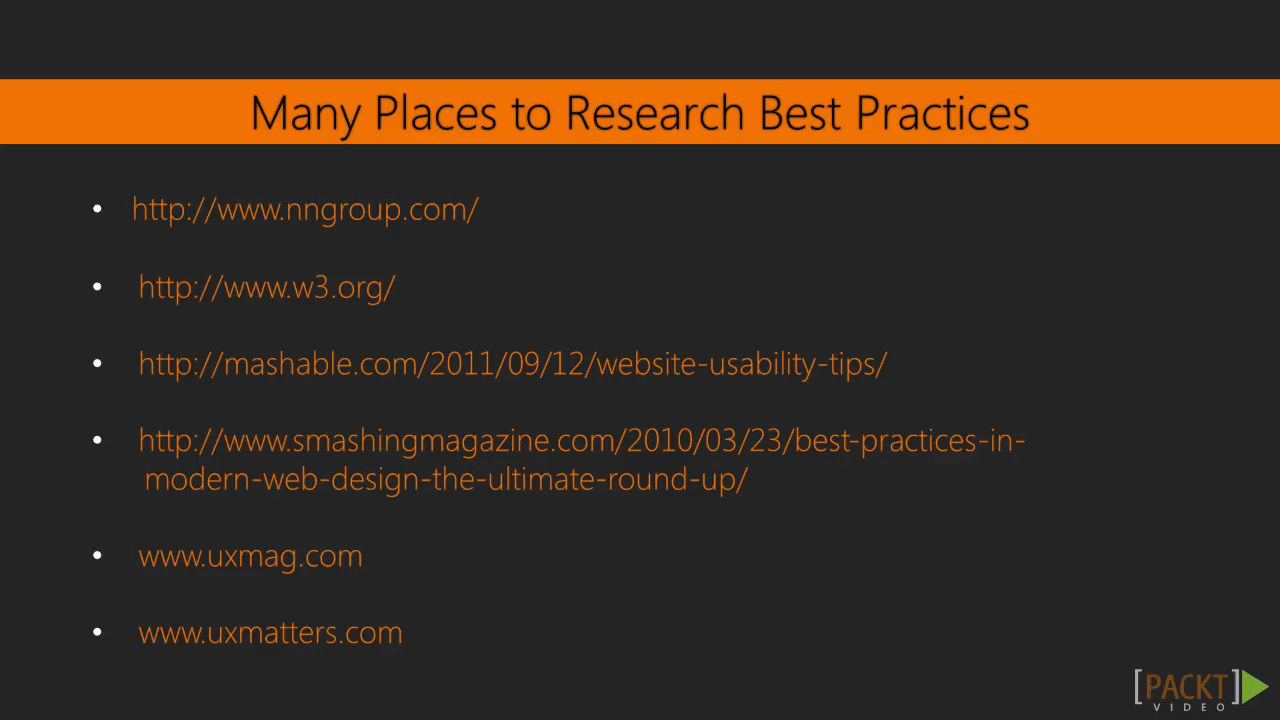 Many Places to Research Best Practices
• http://www.nngroup.com/
• http://www.w3.org/
• http://mashable.com/2011/09/12/website-usability-tips/
• http://www.smashingmagazine.com/2010/03/23/best-practices-in-
modern-web-design-the-ultimate-round-up/
• www.uxmag.com
• www.uxmatters.com
[PACKT]
VIDEO